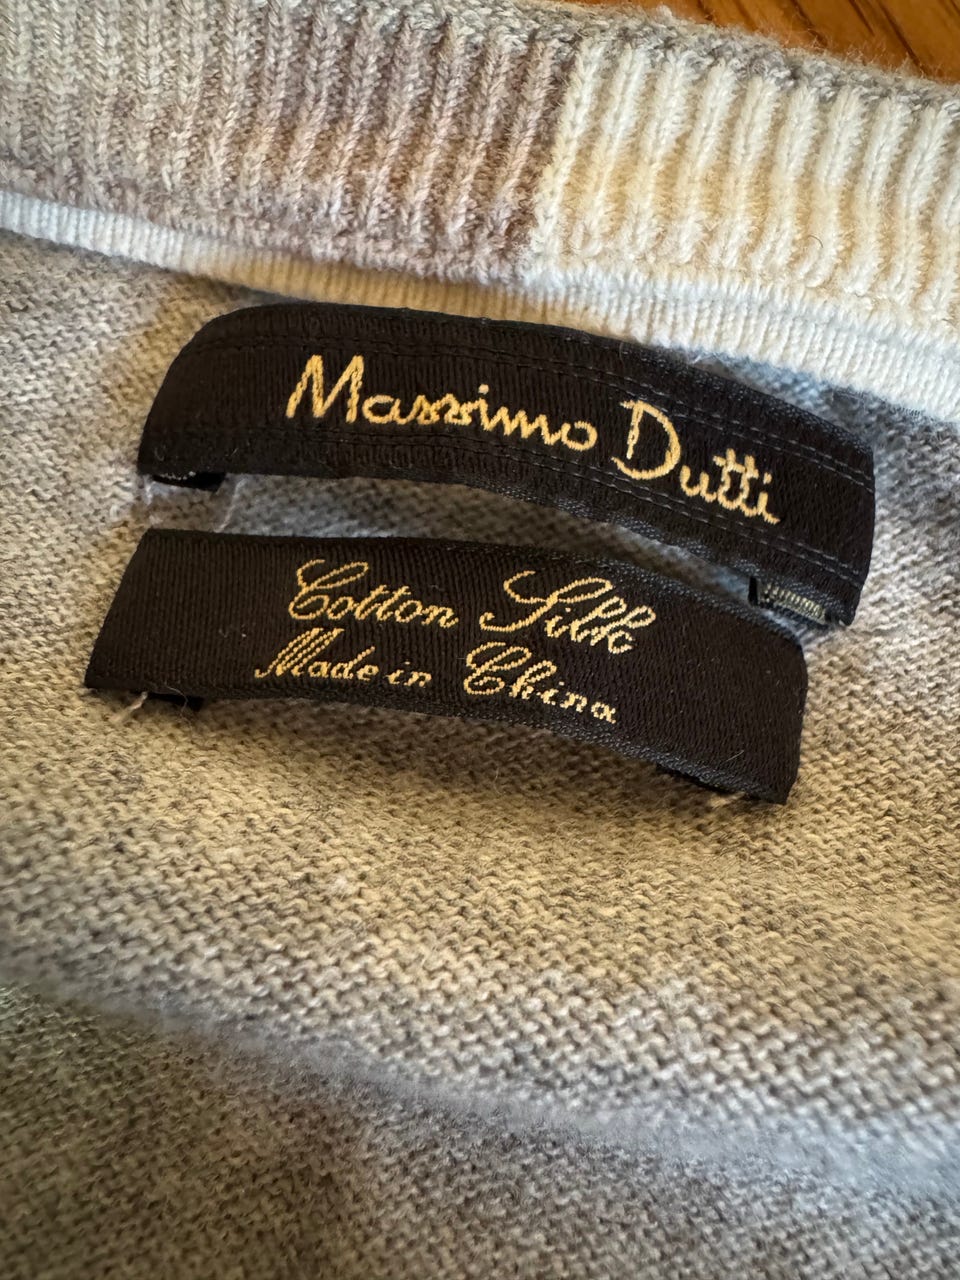 Massimo Dutti
Cotton Silk
Made in China